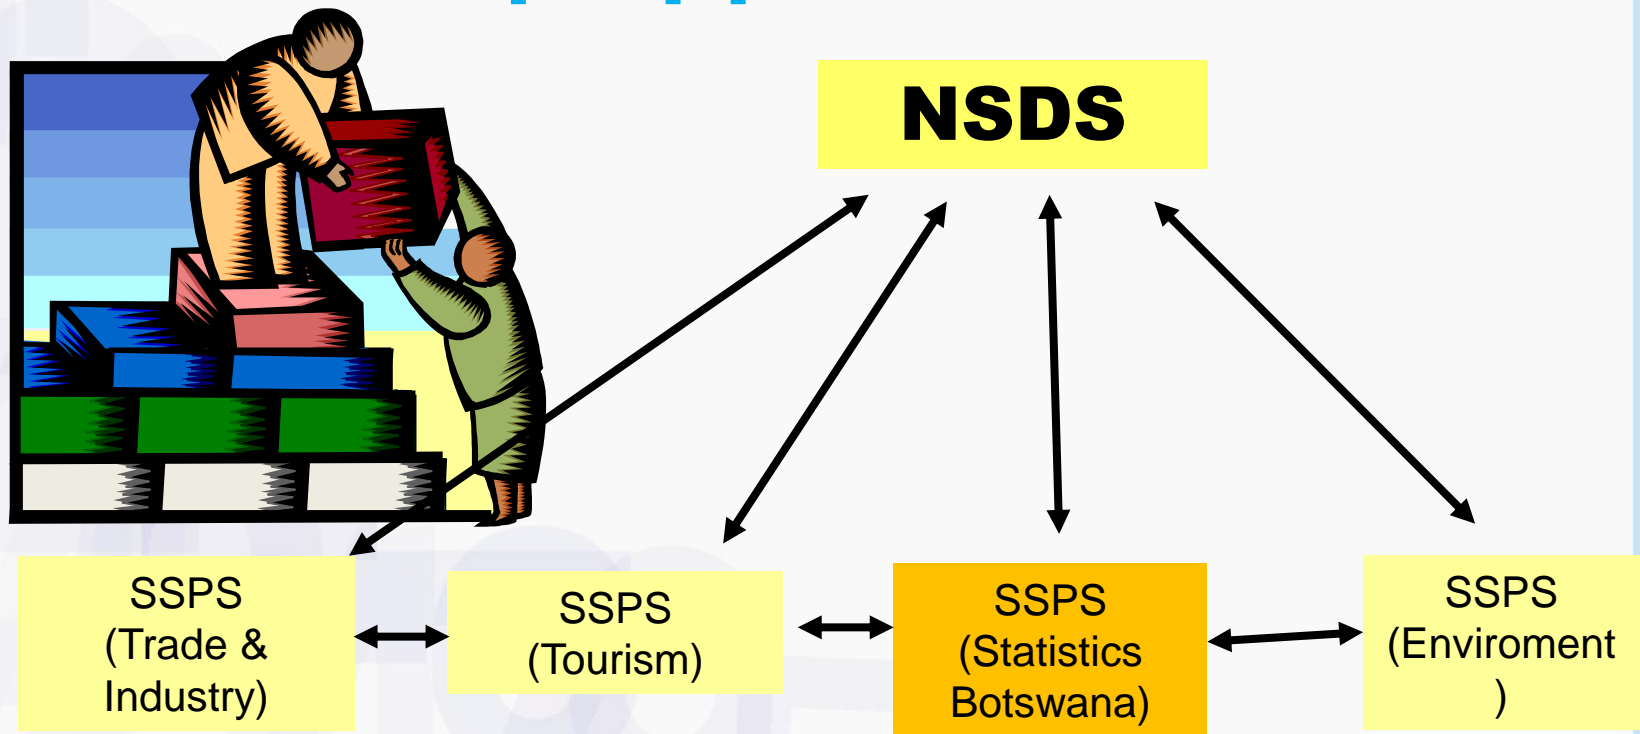 NSDS
SSPS
(Trade &
Industry)
SSPS
(Tourism)
SSPS
(Statistics
Botswana)
SSPS
(Enviroment
)